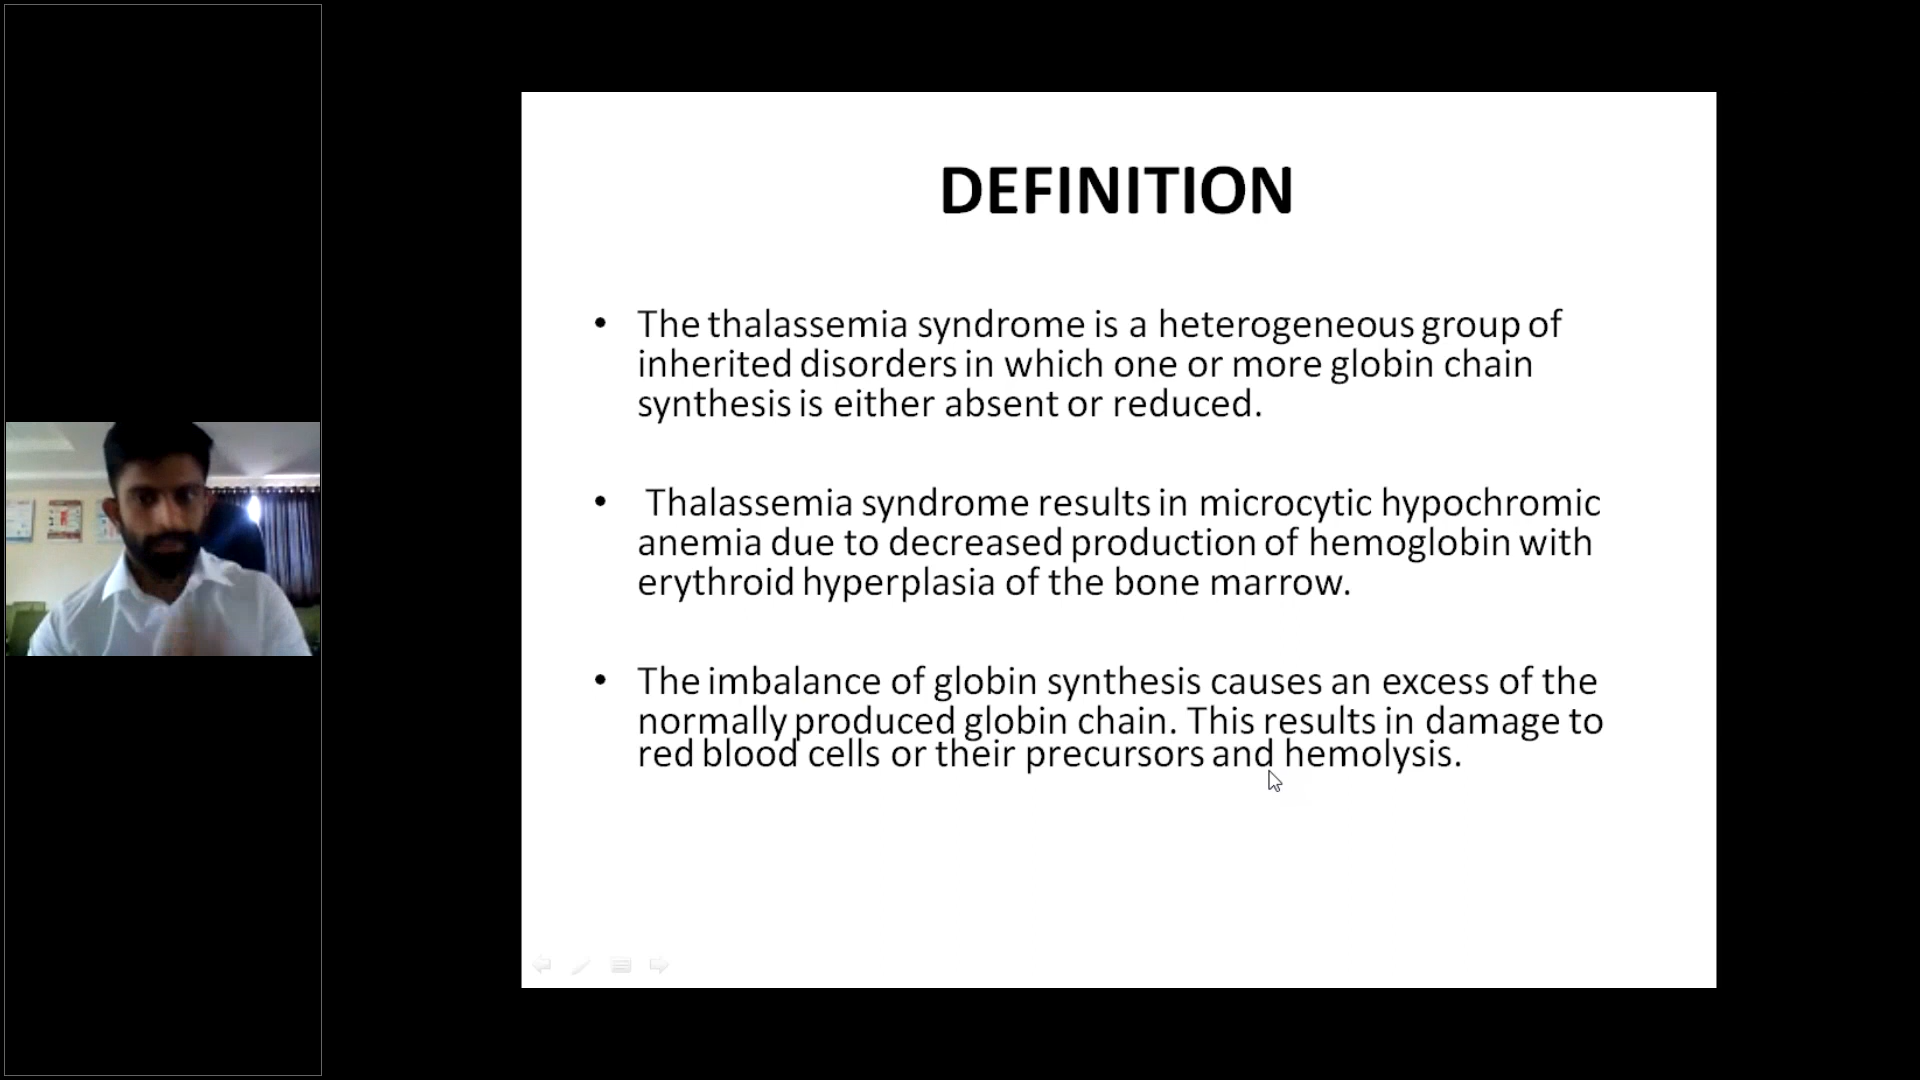 DEFINITION
• The thalassemia syndrome is a heterogeneous group of
inherited disorders in which one or more globin chain
synthesis is either absent or reduced.
• Thalassemia syndrome results in microcytic hypochromic
anemia due to decreased production of hemoglobin with
erythroid hyperplasia of the bone marrow.
• The imbalance of globin synthesis causes an excess of the
normally produced globin chain. This results in damage to
red blood cells or their precursors and hemolysis.